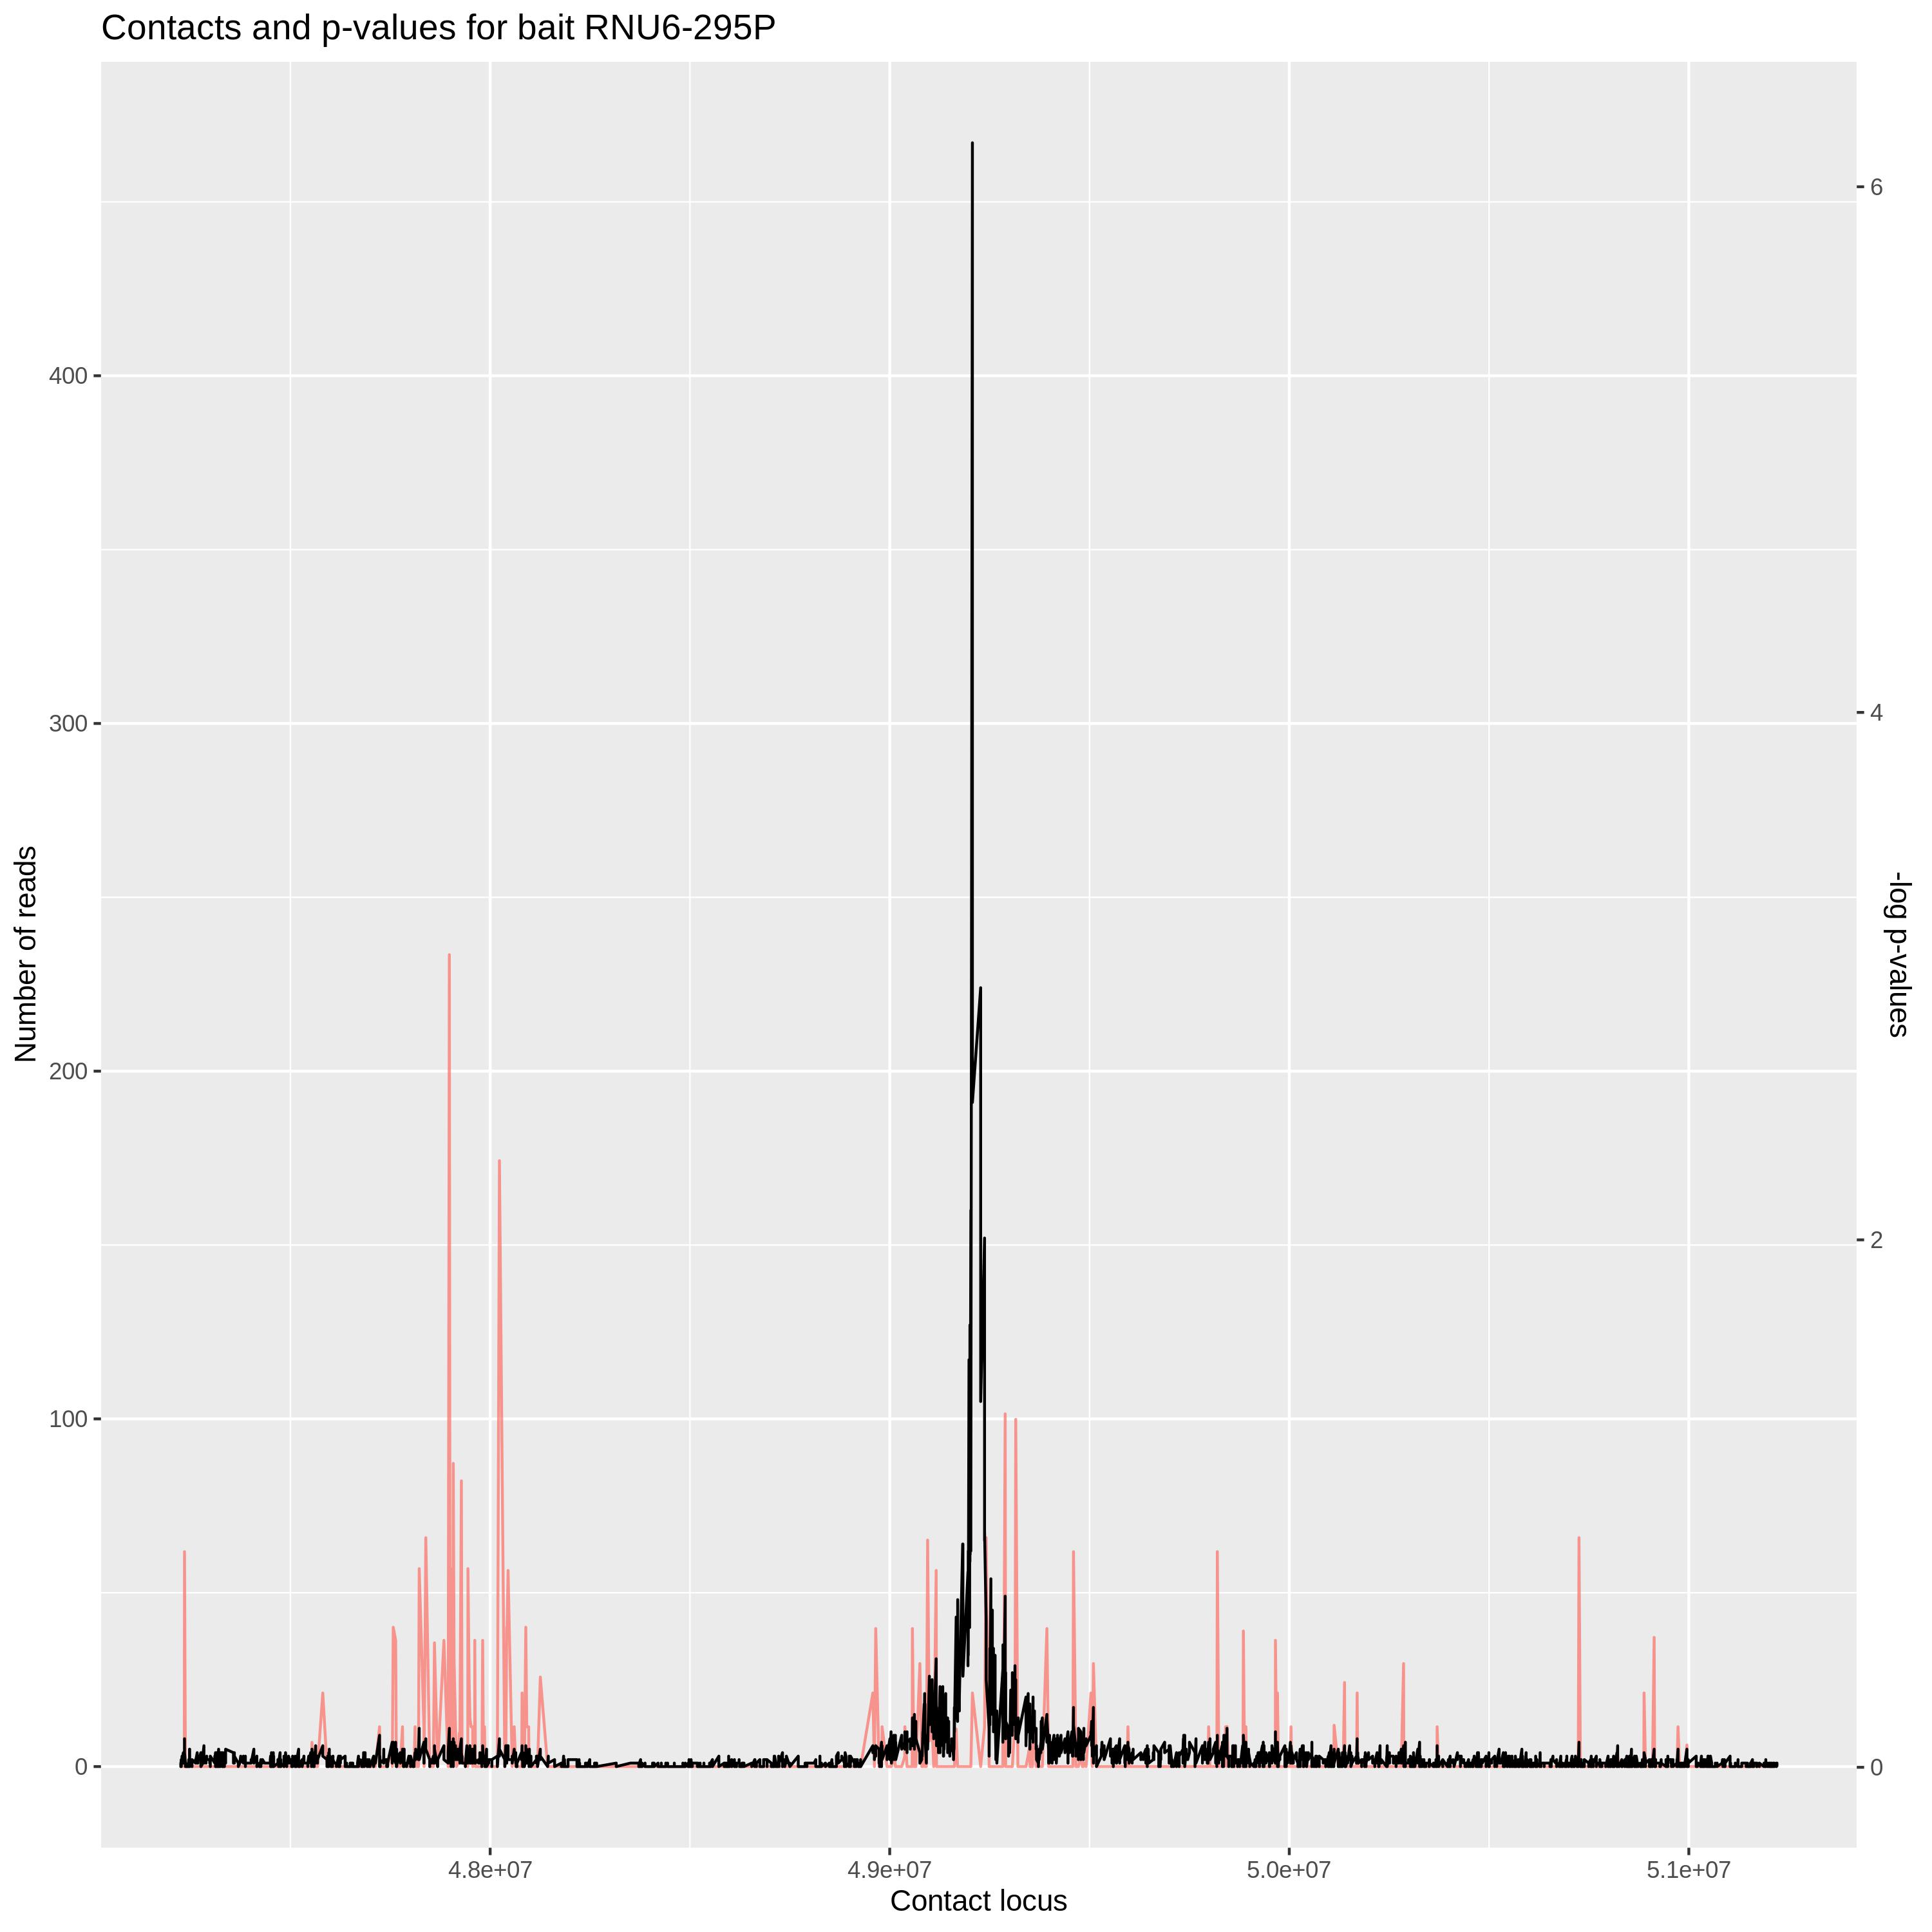 Contacts and p-values for bait RNU6-295P
Number of reads
400
300
200
100
0
6
4
2
0
-log p-values
4.8e+07
4.9e+07
5.0e+07
5.1e+07
Contact locus